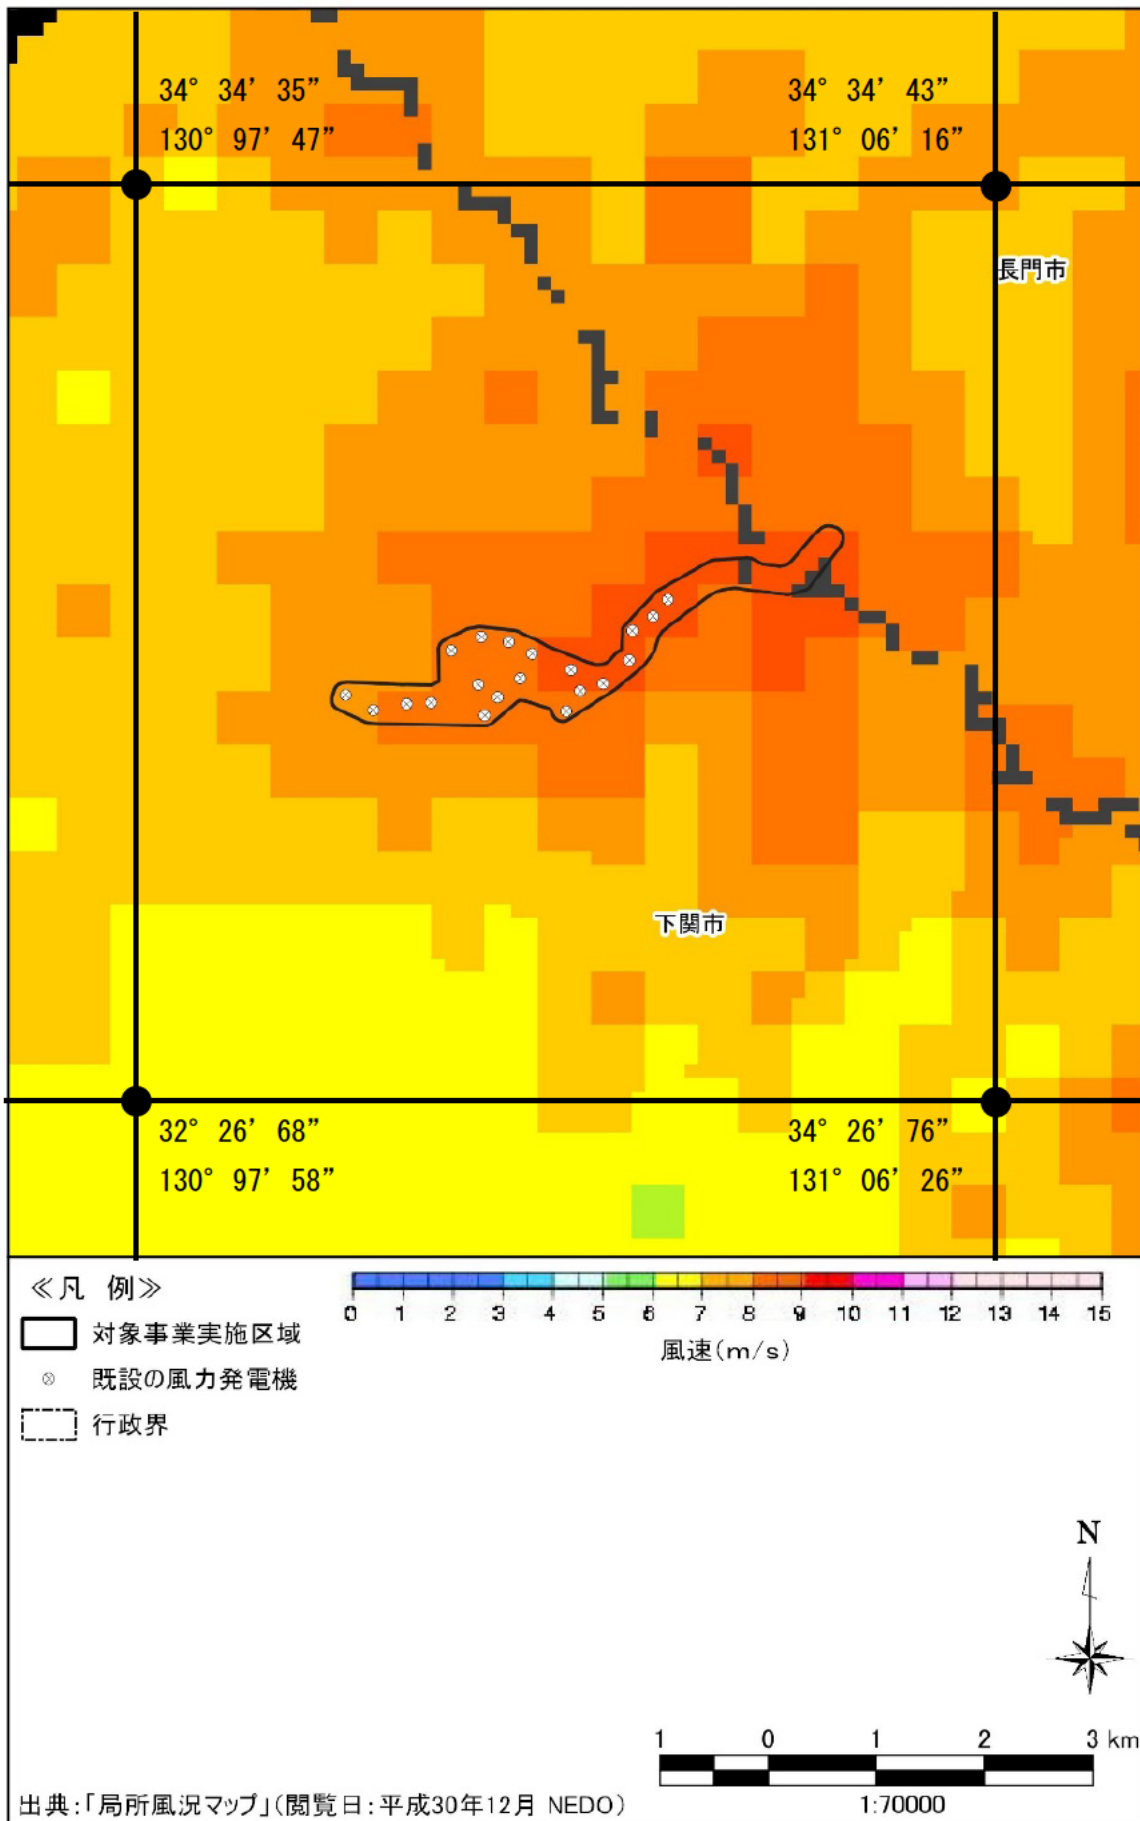 34° 34’ 35”
130° 97’ 47”
34° 34’ 43”
131° 06’ 16”
長門市
下関市
32° 26’ 68”
130° 97’ 58”
34° 26’ 76”
131° 06’ 26”
≪凡 例≫
対象事業実施区域
既設の風力発電機
行政界
0 1 2 3 4 5 6 7 8 9 10 11 12 13 14 15
風速(m/s)
N
1 0 1 2 3 km
1:70000
出典:「局所風況マップ」(閲覧日:平成30年12月 NEDO)